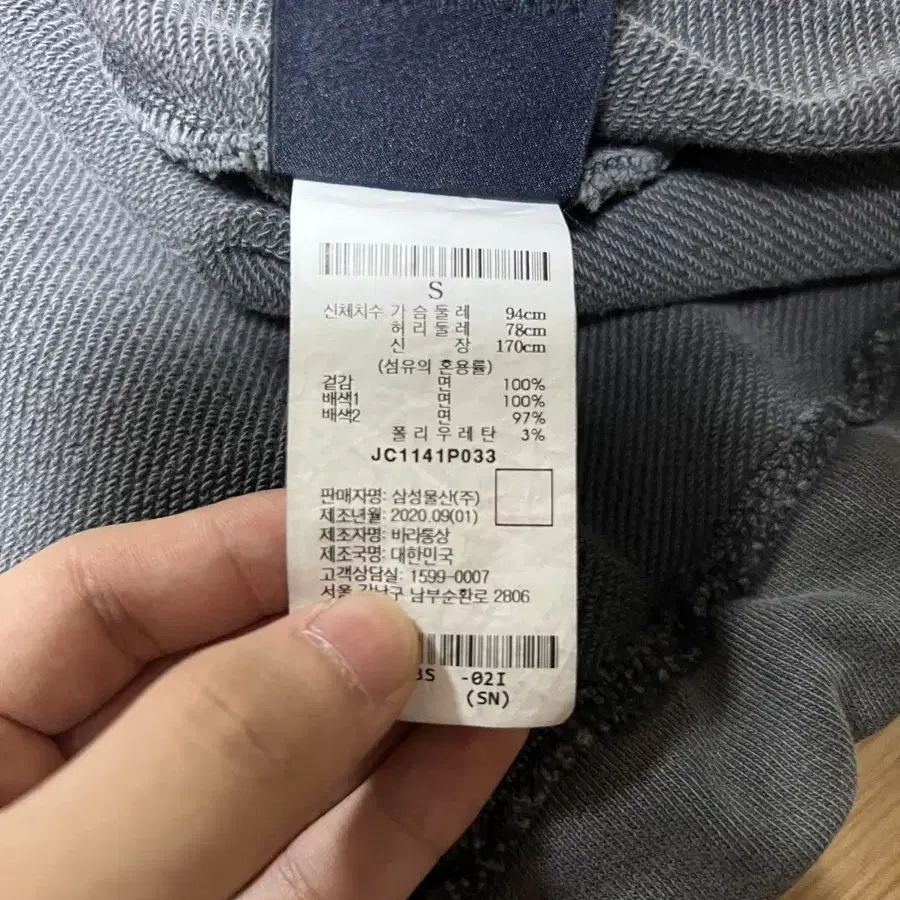 S
신체치수 가 슴 둘 레 94cm
허 리 둘 레 78cm
신 장 170cm
(섬유의 혼용률)
겉감 면 100%
배색1 면 100%
배색2 면 97%
폴 리 우 레 탄 3%
JC1141P033
판매자명: 삼성물산(주)
제조년월: 2020.09(01)
제조자명: 바라통상
제조국명: 대한민국
고객상담실: 1599-0007
서울 강남구 남부순환로 2806
-02I
(SN)